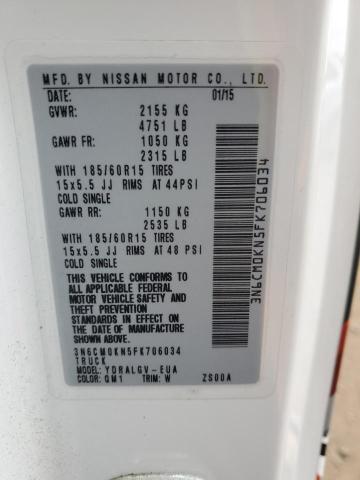 MFD. BY NISSAN MOTOR CO., LTD.
DATE: 01/15
GVWR: 2155 KG
4751 LB
GAWR FR: 1050 KG
2315 LB
WITH 185/60R15 TIRES
15x5.5 JJ RIMS AT 44PSI
COLD SINGLE
GAWR RR: 1150 KG
2535 LB
WITH 185/60R15 TIRES
15x5.5 JJ RIMS AT 48 PSI
COLD SINGLE
THIS VEHICLE CONFORMS TO
ALL APPLICABLE FEDERAL
MOTOR VEHICLE SAFETY
AND THEFT PREVENTION
STANDARDS IN EFFECT ON
THE DATE OF MANUFACTURE
SHOWN ABOVE.
3N6CM0KN5FK706034
TRUCK
MODEL: YDRALGV-EUA
COLOR: QM1 TRIM: W ZS00A
3N6CM0KN5FK706034